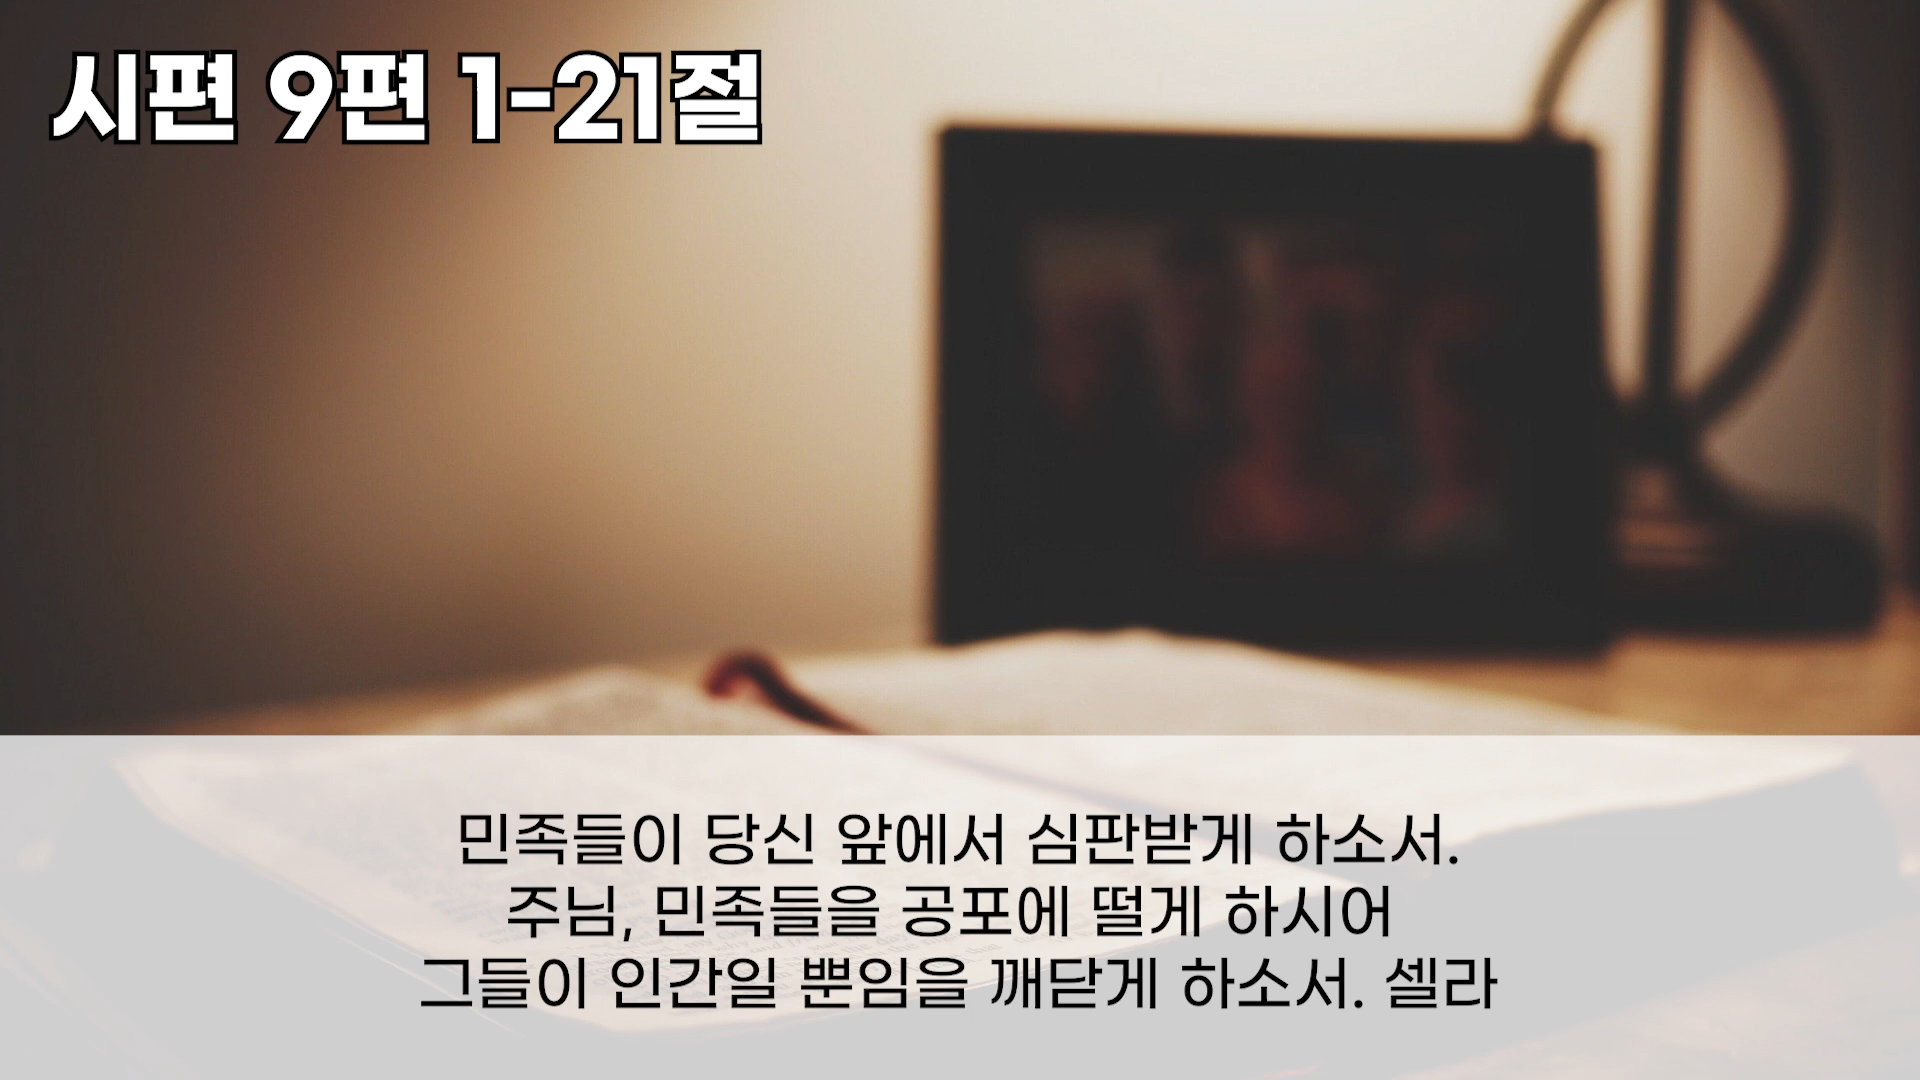 시편 9편 1-21절
민족들이 당신 앞에서 심판받게 하소서.
주님, 민족들을 공포에 떨게 하시어
그들이 인간일 뿐임을 깨닫게 하소서. 셀라